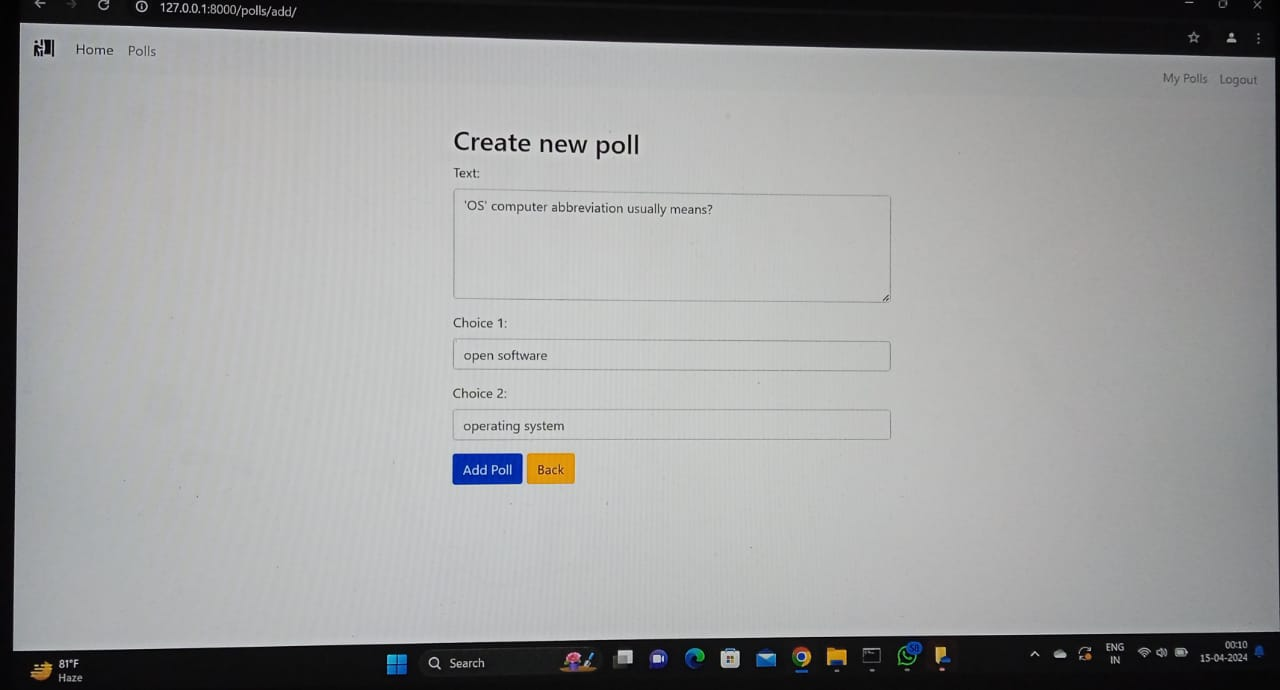 127.0.0.1:8000/polls/add/
Home Polls
My Polls Logout
Create new poll
Text:
'OS' computer abbreviation usually means?
Choice 1:
open software
Choice 2:
operating system
Add Poll Back
81°F
Haze
Search
58
ENG
IN
00:10
15-04-2024